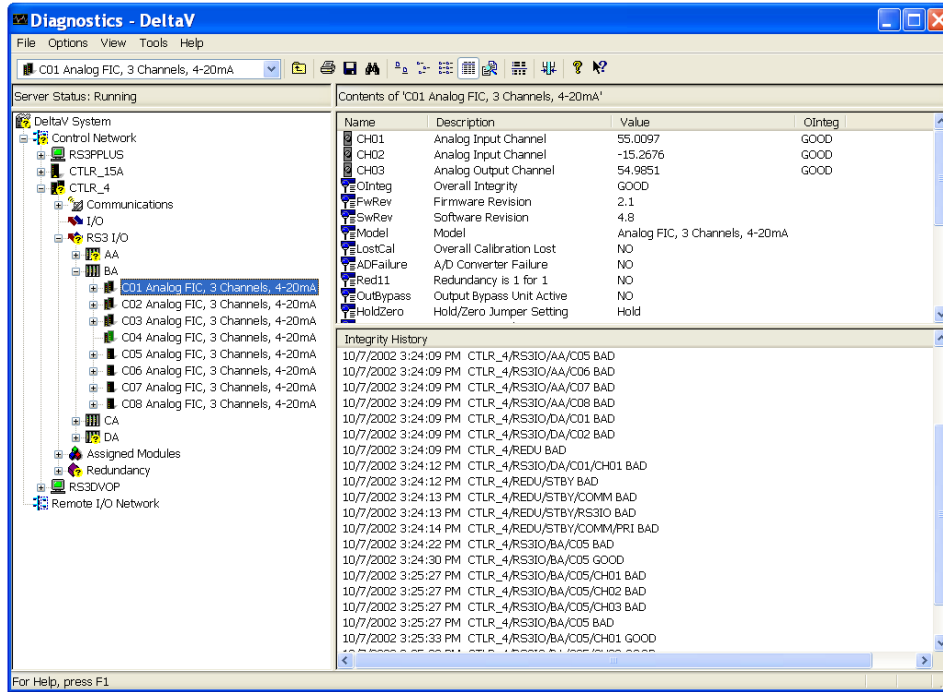 Diagnostics - DeltaV
File Options View Tools Help
C01 Analog FIC, 3 Channels, 4-20mA
Server Status: Running
Contents of 'C01 Analog FIC, 3 Channels, 4-20mA'
DeltaV System
Control Network
RS3PPLUS
CTLR_15A
CTLR_4
Communications
I/O
RS3 I/O
AA
BA
C01 Analog FIC, 3 Channels, 4-20mA
C02 Analog FIC, 3 Channels, 4-20mA
C03 Analog FIC, 3 Channels, 4-20mA
C04 Analog FIC, 3 Channels, 4-20mA
C05 Analog FIC, 3 Channels, 4-20mA
C06 Analog FIC, 3 Channels, 4-20mA
C07 Analog FIC, 3 Channels, 4-20mA
C08 Analog FIC, 3 Channels, 4-20mA
CA
DA
Assigned Modules
Redundancy
RS3DVOP
Remote I/O Network
Name Description Value OInteg
CH01 Analog Input Channel 55.0097 GOOD
CH02 Analog Input Channel -15.2676 GOOD
CH03 Analog Output Channel 54.9851 GOOD
OInteg Overall Integrity GOOD
FwRev Firmware Revision 2.1
SwRev Software Revision 4.8
Model Model Analog FIC, 3 Channels, 4-20mA
LostCal Overall Calibration Lost NO
ADFailure A/D Converter Failure NO
Red11 Redundancy is 1 for 1 NO
OutBypass Output Bypass Unit Active NO
HoldZero Hold/Zero Jumper Setting Hold
Integrity History
10/7/2002 3:24:09 PM CTLR_4/RS3IO/AA/C05 BAD
10/7/2002 3:24:09 PM CTLR_4/RS3IO/AA/C06 BAD
10/7/2002 3:24:09 PM CTLR_4/RS3IO/AA/C07 BAD
10/7/2002 3:24:09 PM CTLR_4/RS3IO/AA/C08 BAD
10/7/2002 3:24:09 PM CTLR_4/RS3IO/DA/C01 BAD
10/7/2002 3:24:09 PM CTLR_4/RS3IO/DA/C02 BAD
10/7/2002 3:24:09 PM CTLR_4/REDU BAD
10/7/2002 3:24:12 PM CTLR_4/RS3IO/DA/C01/CH01 BAD
10/7/2002 3:24:12 PM CTLR_4/REDU/STBY BAD
10/7/2002 3:24:13 PM CTLR_4/REDU/STBY/COMM BAD
10/7/2002 3:24:13 PM CTLR_4/REDU/STBY/RS3IO BAD
10/7/2002 3:24:14 PM CTLR_4/REDU/STBY/COMM/PRI BAD
10/7/2002 3:24:22 PM CTLR_4/RS3IO/BA/C05 BAD
10/7/2002 3:24:30 PM CTLR_4/RS3IO/BA/C05 GOOD
10/7/2002 3:25:27 PM CTLR_4/RS3IO/BA/C05/CH01 BAD
10/7/2002 3:25:27 PM CTLR_4/RS3IO/BA/C05/CH02 BAD
10/7/2002 3:25:27 PM CTLR_4/RS3IO/BA/C05/CH03 BAD
10/7/2002 3:25:27 PM CTLR_4/RS3IO/BA/C05 BAD
10/7/2002 3:25:33 PM CTLR_4/RS3IO/BA/C05/CH01 GOOD
For Help, press F1